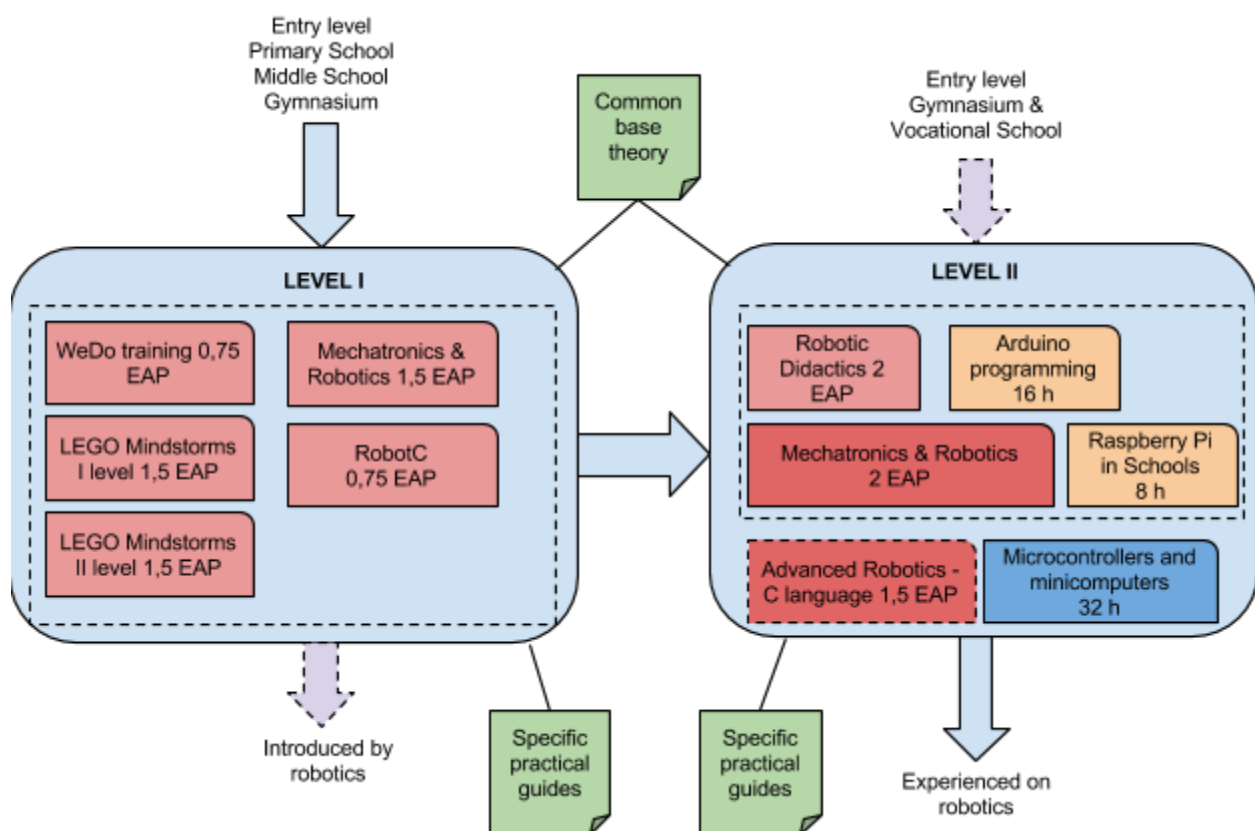 Entry level
Primary School
Middle School
Gymnasium
Common
base
theory
Entry level
Gymnasium &
Vocational School
LEVEL I
WeDo training 0,75
EAP
Mechatronics &
Robotics 1,5 EAP
LEGO Mindstorms
I level 1,5 EAP
RobotC
0,75 EAP
LEGO Mindstorms
II level 1,5 EAP
LEVEL II
Robotic
Didactics 2
EAP
Arduino
programming
16 h
Mechatronics & Robotics
2 EAP
Raspberry Pi
in Schools
8 h
Advanced Robotics -
C language 1,5 EAP
Microcontrollers and
minicomputers
32 h
Introduced by
robotics
Specific
practical
guides
Specific
practical
guides
Experienced on
robotics